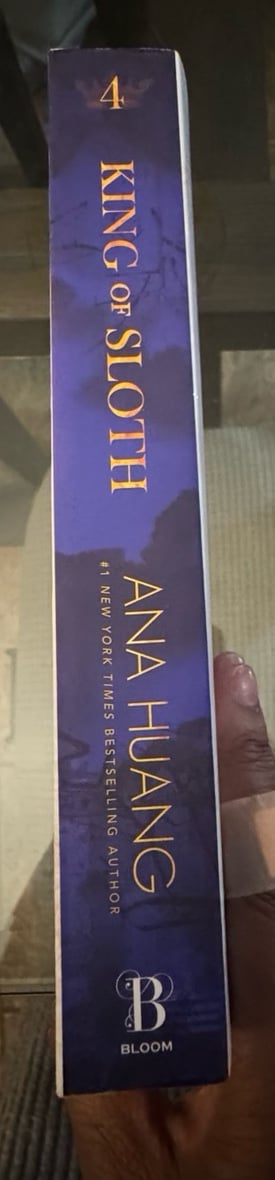 4
KING OF SLOTH
ANA HUANG
#1 NEW YORK TIMES BESTSELLING AUTHOR
B
BLOOM